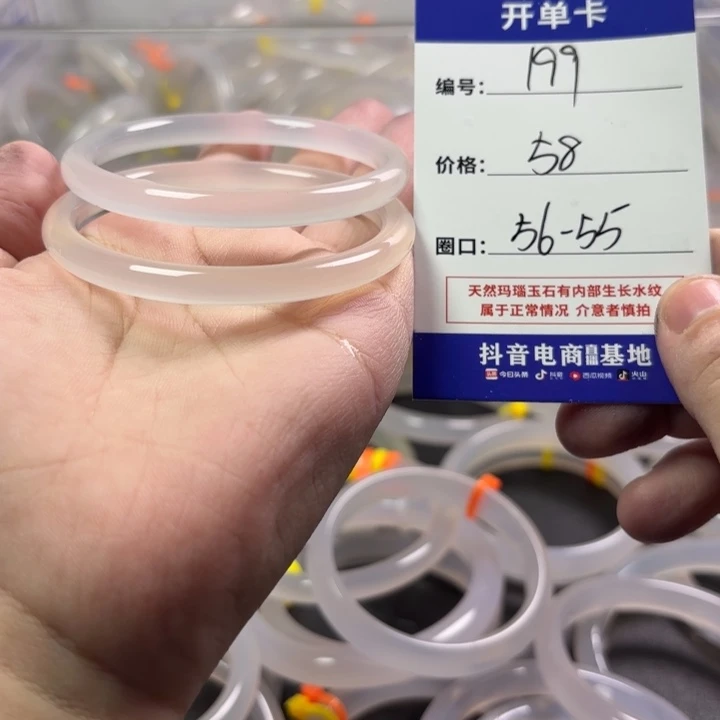 开单卡
编号: 199
价格: 58
圈口: 56-55
天然玛瑙玉石有内部生长水纹
属于正常情况 介意者慎拍
抖音电商直播基地
今日头条 抖音 西瓜视频 火山